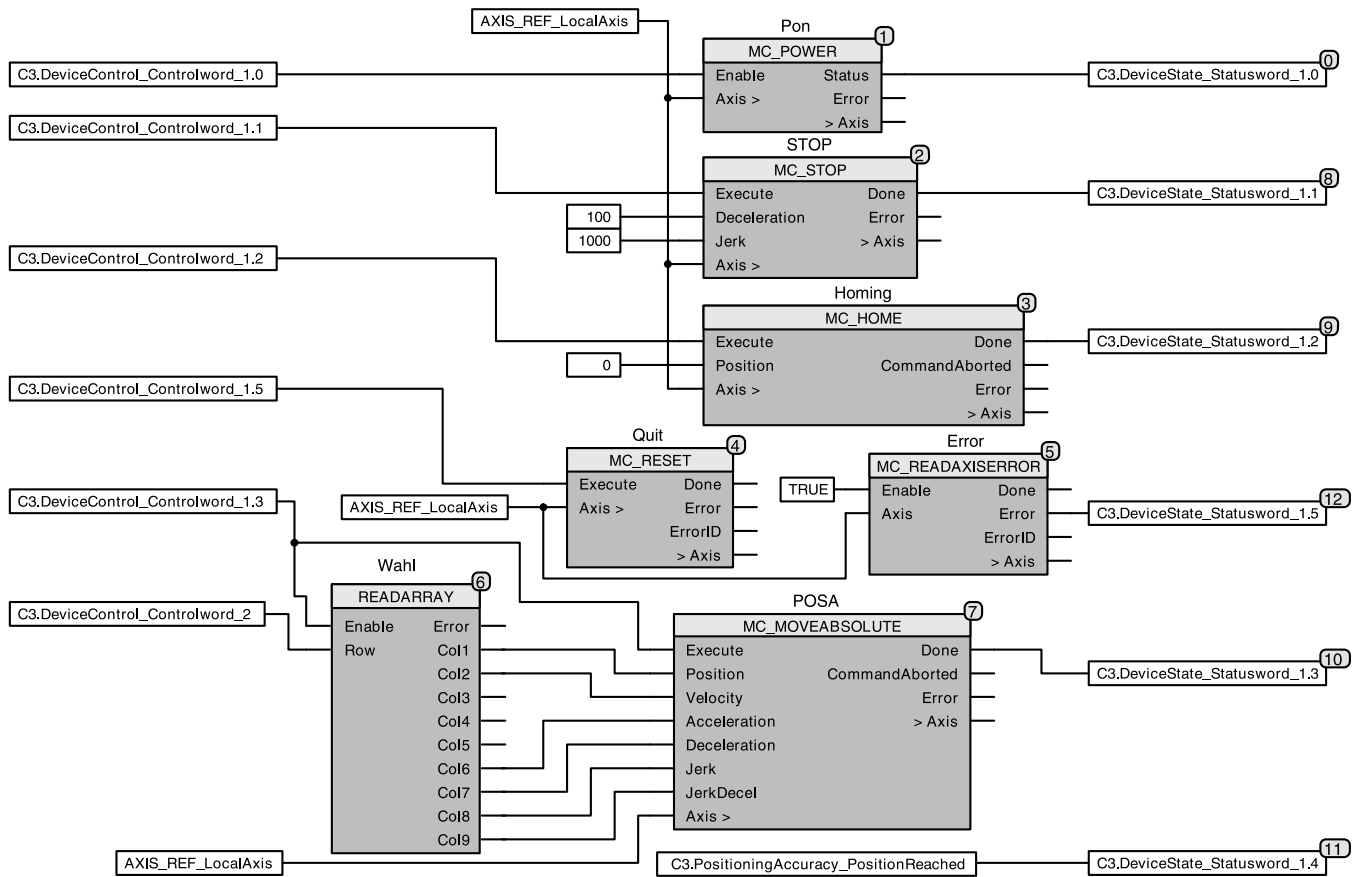 AXIS_REF_LocalAxis
Pon
1
MC_POWER
0
C3.DeviceControl_Controlword_1.0
Enable Status
C3.DeviceState_Statusword_1.0
Axis > Error
> Axis
C3.DeviceControl_Controlword_1.1
STOP
2
MC_STOP
8
Execute Done
C3.DeviceState_Statusword_1.1
100
Deceleration Error
1000
Jerk > Axis
Axis >
C3.DeviceControl_Controlword_1.2
Homing
3
MC_HOME
9
Execute Done
C3.DeviceState_Statusword_1.2
0
Position CommandAborted
Axis > Error
> Axis
C3.DeviceControl_Controlword_1.5
Quit
4
MC_RESET
Execute Done
Axis > Error
ErrorID
> Axis
AXIS_REF_LocalAxis
Error
5
MC_READAXISERROR
TRUE
Enable Done
Axis Error
ErrorID
> Axis
12
C3.DeviceState_Statusword_1.5
C3.DeviceControl_Controlword_1.3
Wahl
6
READARRAY
C3.DeviceControl_Controlword_2
Enable Error
Row Col1
Col2
Col3
Col4
Col5
Col6
Col7
Col8
Col9
POSA
7
MC_MOVEABSOLUTE
Execute Done
Position CommandAborted
Velocity Error
Acceleration > Axis
Deceleration
Jerk
JerkDecel
Axis >
10
C3.DeviceState_Statusword_1.3
AXIS_REF_LocalAxis
C3.PositioningAccuracy_PositionReached
11
C3.DeviceState_Statusword_1.4